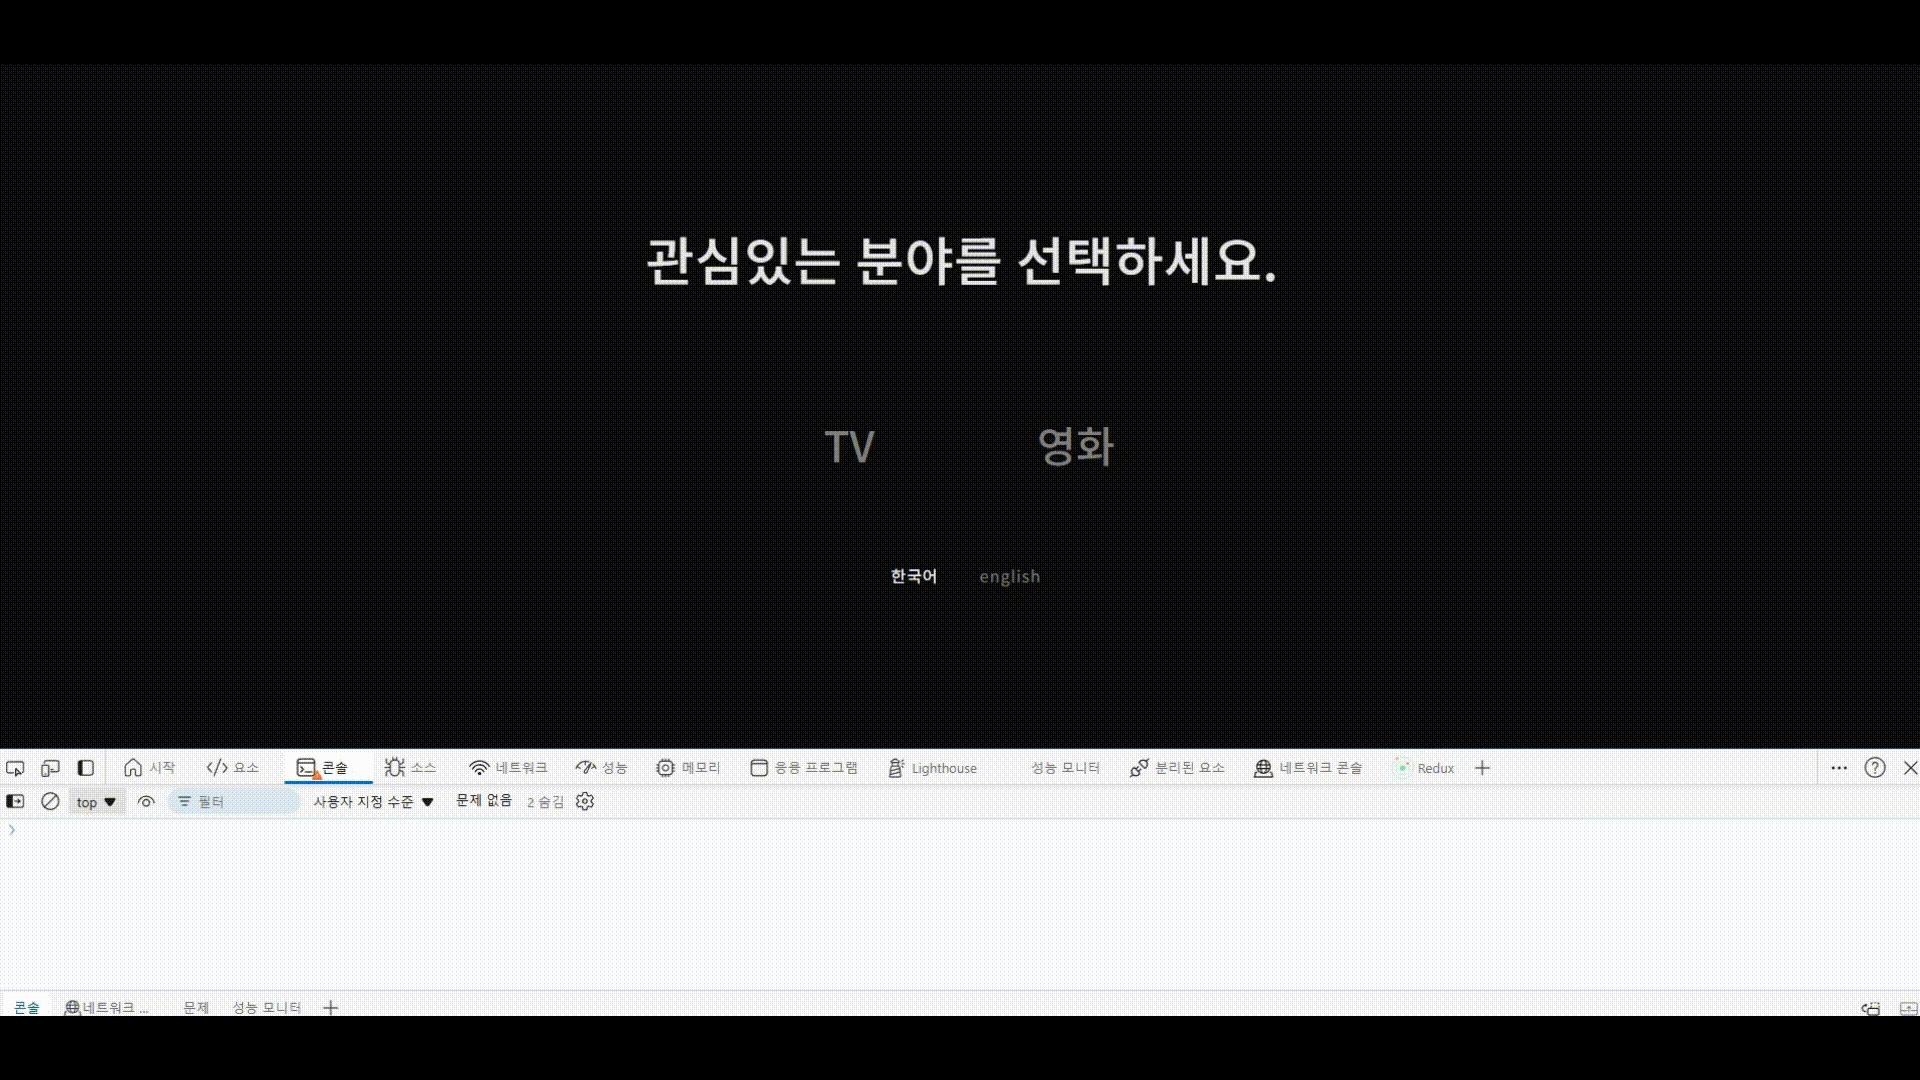 관심있는 분야를 선택하세요.
TV 영화
한국어 english
시작 요소 콘솔 소스 네트워크 성능 메모리 응용 프로그램 Lighthouse 성능 모니터 분리된 요소 네트워크 콘솔 Redux
top 필터 사용자 지정 수준 문제 없음 2 숨김
콘솔 네트워크 ... 문제 성능 모니터